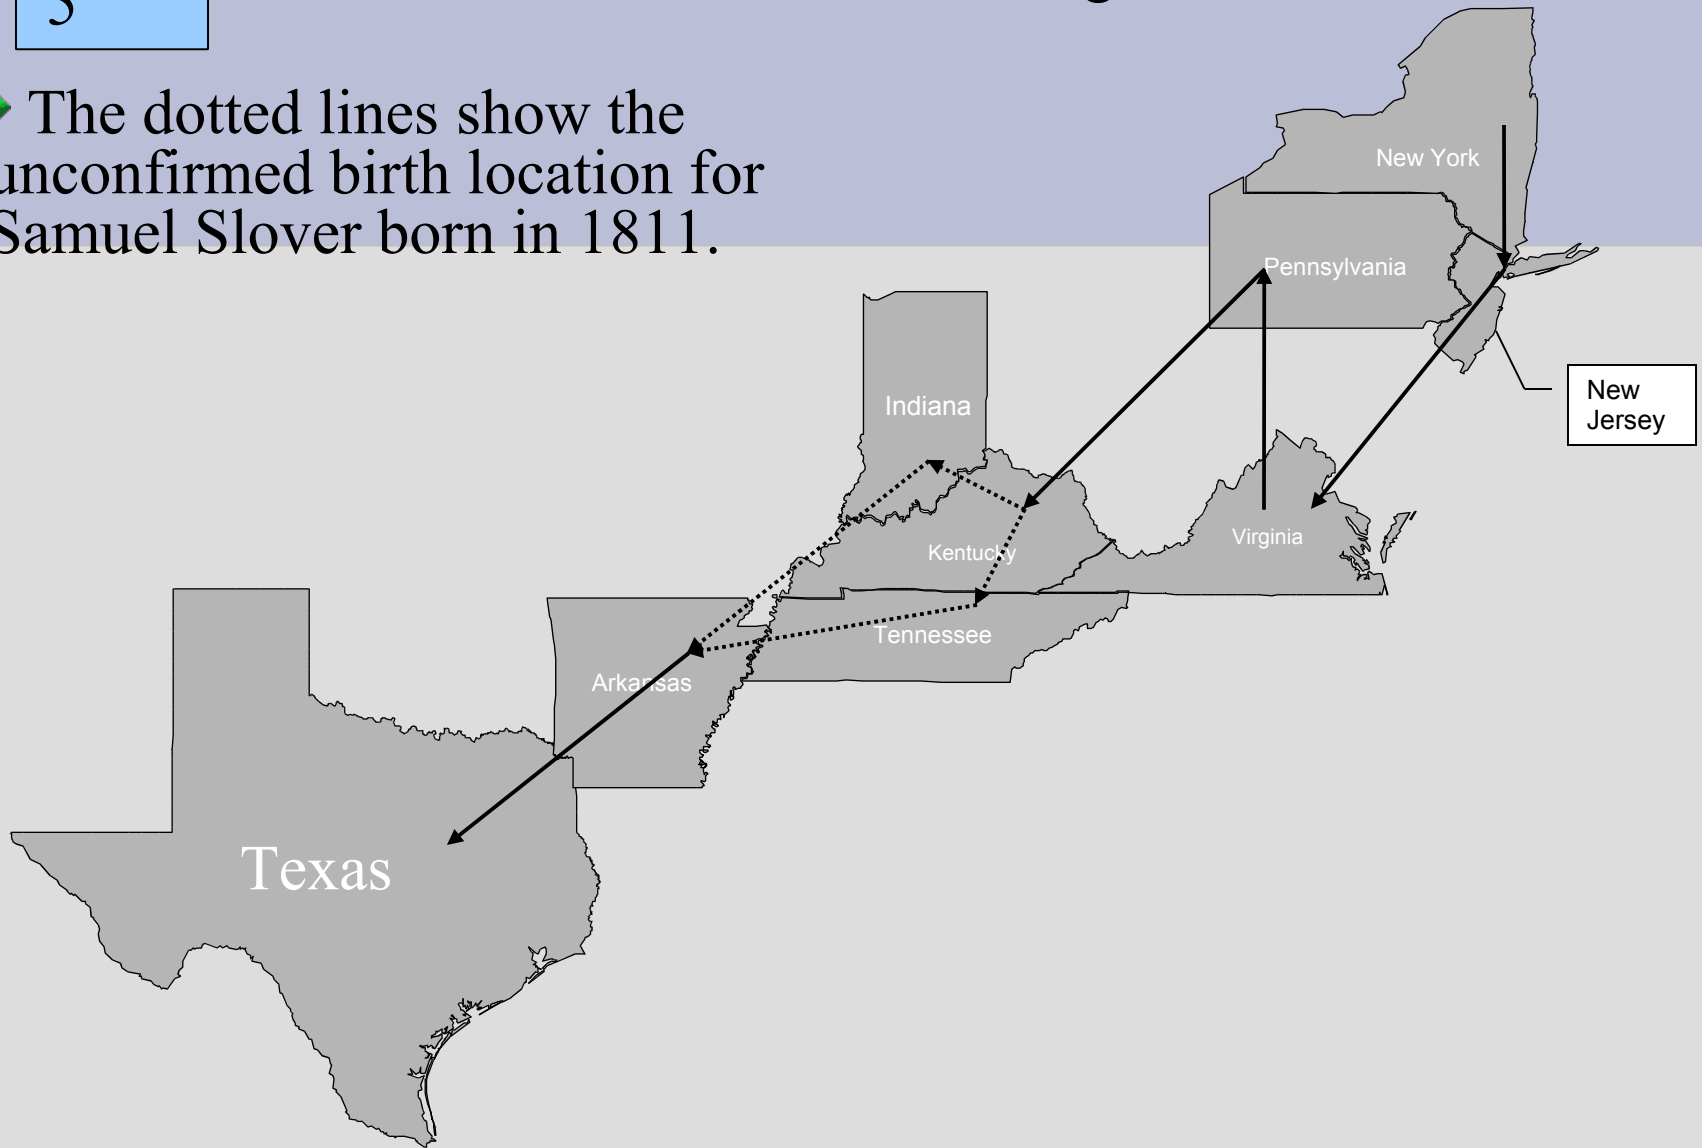 The dotted lines show the
unconfirmed birth location for
Samuel Slover born in 1811.
New York
Pennsylvania
Indiana
New
Jersey
Virginia
Kentucky
Tennessee
Arkansas
Texas